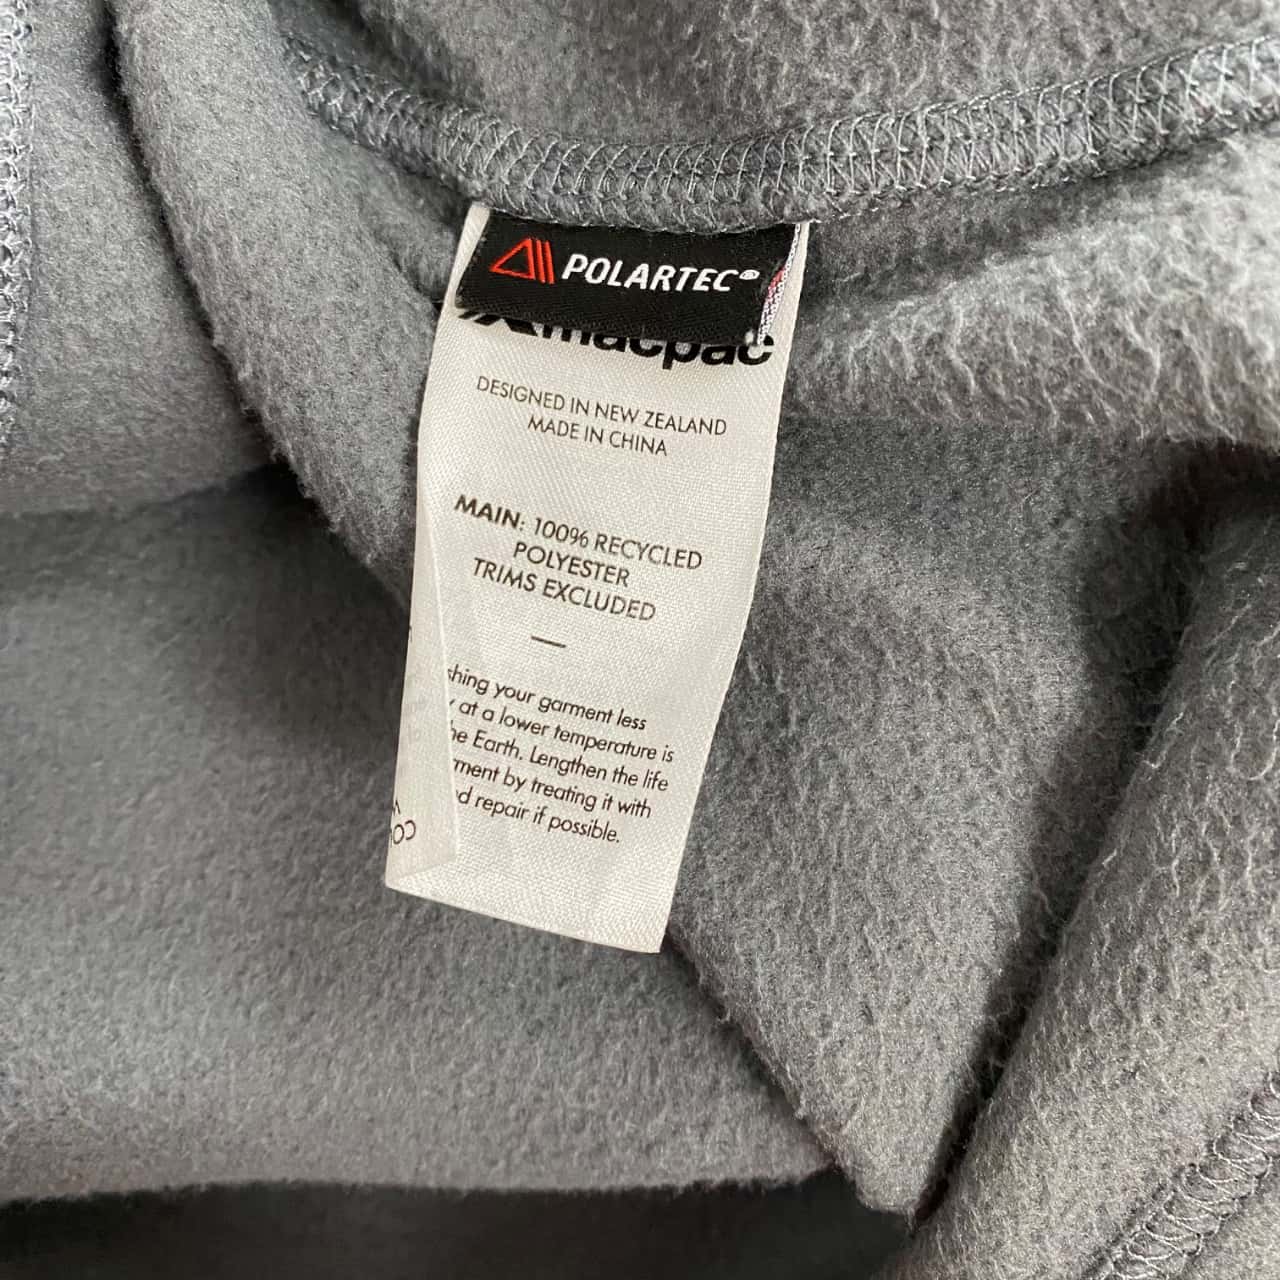 POLARTEC®
macpac
DESIGNED IN NEW ZEALAND
MADE IN CHINA
MAIN: 100% RECYCLED
POLYESTER
TRIMS EXCLUDED
—
your garment less
at a lower temperature is
Earth. Lengthen the life
by treating it with
repair if possible.